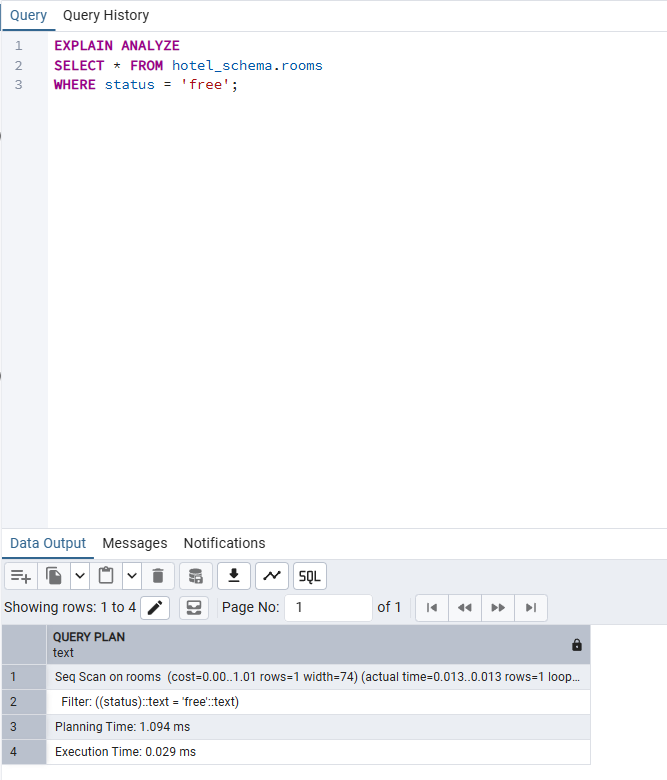 Query Query History
1 EXPLAIN ANALYZE
2 SELECT * FROM hotel_schema.rooms
3 WHERE status = 'free';
Data Output Messages Notifications
SQL
Showing rows: 1 to 4 Page No: 1 of 1
QUERY PLAN
text
1 Seq Scan on rooms (cost=0.00..1.01 rows=1 width=74) (actual time=0.013..0.013 rows=1 loop...
2 Filter: ((status)::text = 'free'::text)
3 Planning Time: 1.094 ms
4 Execution Time: 0.029 ms